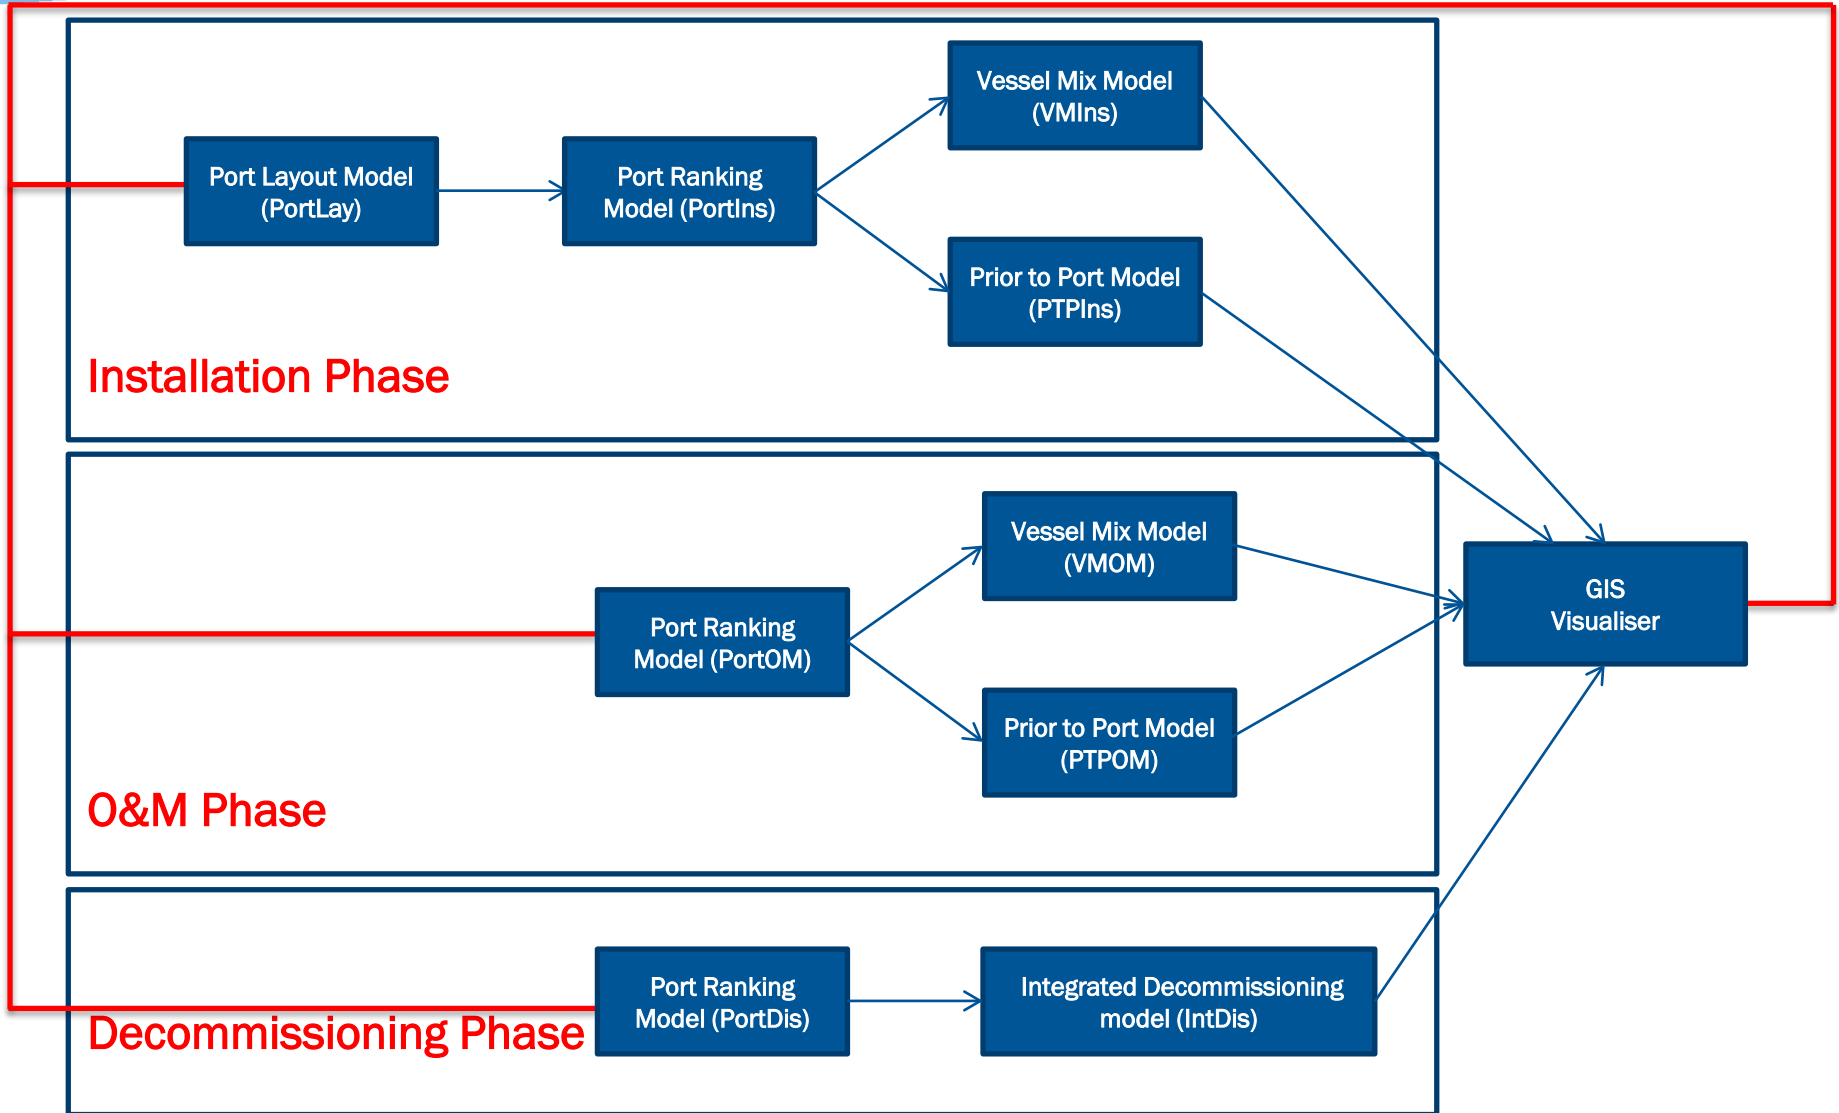 Vessel Mix Model
(VMIns)
Port Layout Model
(PortLay)
Port Ranking
Model (PortIns)
Prior to Port Model
(PTPIns)
Installation Phase
Vessel Mix Model
(VMOM)
GIS
Visualiser
Port Ranking
Model (PortOM)
Prior to Port Model
(PTPOM)
O&M Phase
Port Ranking
Model (PortDis)
Integrated Decommissioning
model (IntDis)
Decommissioning Phase